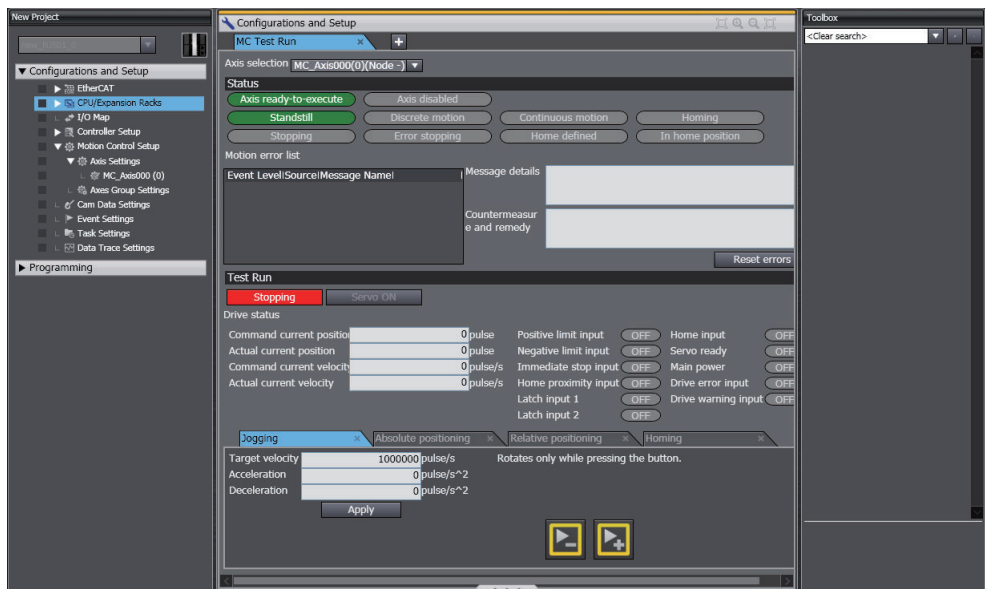 New Project
Configurations and Setup
EtherCAT
CPU/Expansion Racks
I/O Map
Controller Setup
Motion Control Setup
Axis Settings
MC_Axis000 (0)
Axes Group Settings
Cam Data Settings
Event Settings
Task Settings
Data Trace Settings
Programming
Configurations and Setup
MC Test Run
Axis selection MC_Axis000(0)(Node -)
Status
Axis ready-to-execute Axis disabled
Standstill Discrete motion Continuous motion Homing
Stopping Error stopping Home defined In home position
Motion error list
Event Level|Source|Message Name| |
Message details
Countermeasur
e and remedy
Reset errors
Test Run
Stopping Servo ON
Drive status
Command current positio 0 pulse Positive limit input OFF Home input OFF
Actual current position 0 pulse Negative limit input OFF Servo ready OFF
Command current velocit 0 pulse/s Immediate stop input OFF Main power OFF
Actual current velocity 0 pulse/s Home proximity input OFF Drive error input OFF
Latch input 1 OFF Drive warning input OFF
Latch input 2 OFF
Jogging Absolute positioning Relative positioning Homing
Target velocity 1000000 pulse/s Rotates only while pressing the button.
Acceleration 0 pulse/s^2
Deceleration 0 pulse/s^2
Apply
Toolbox
<Clear search>